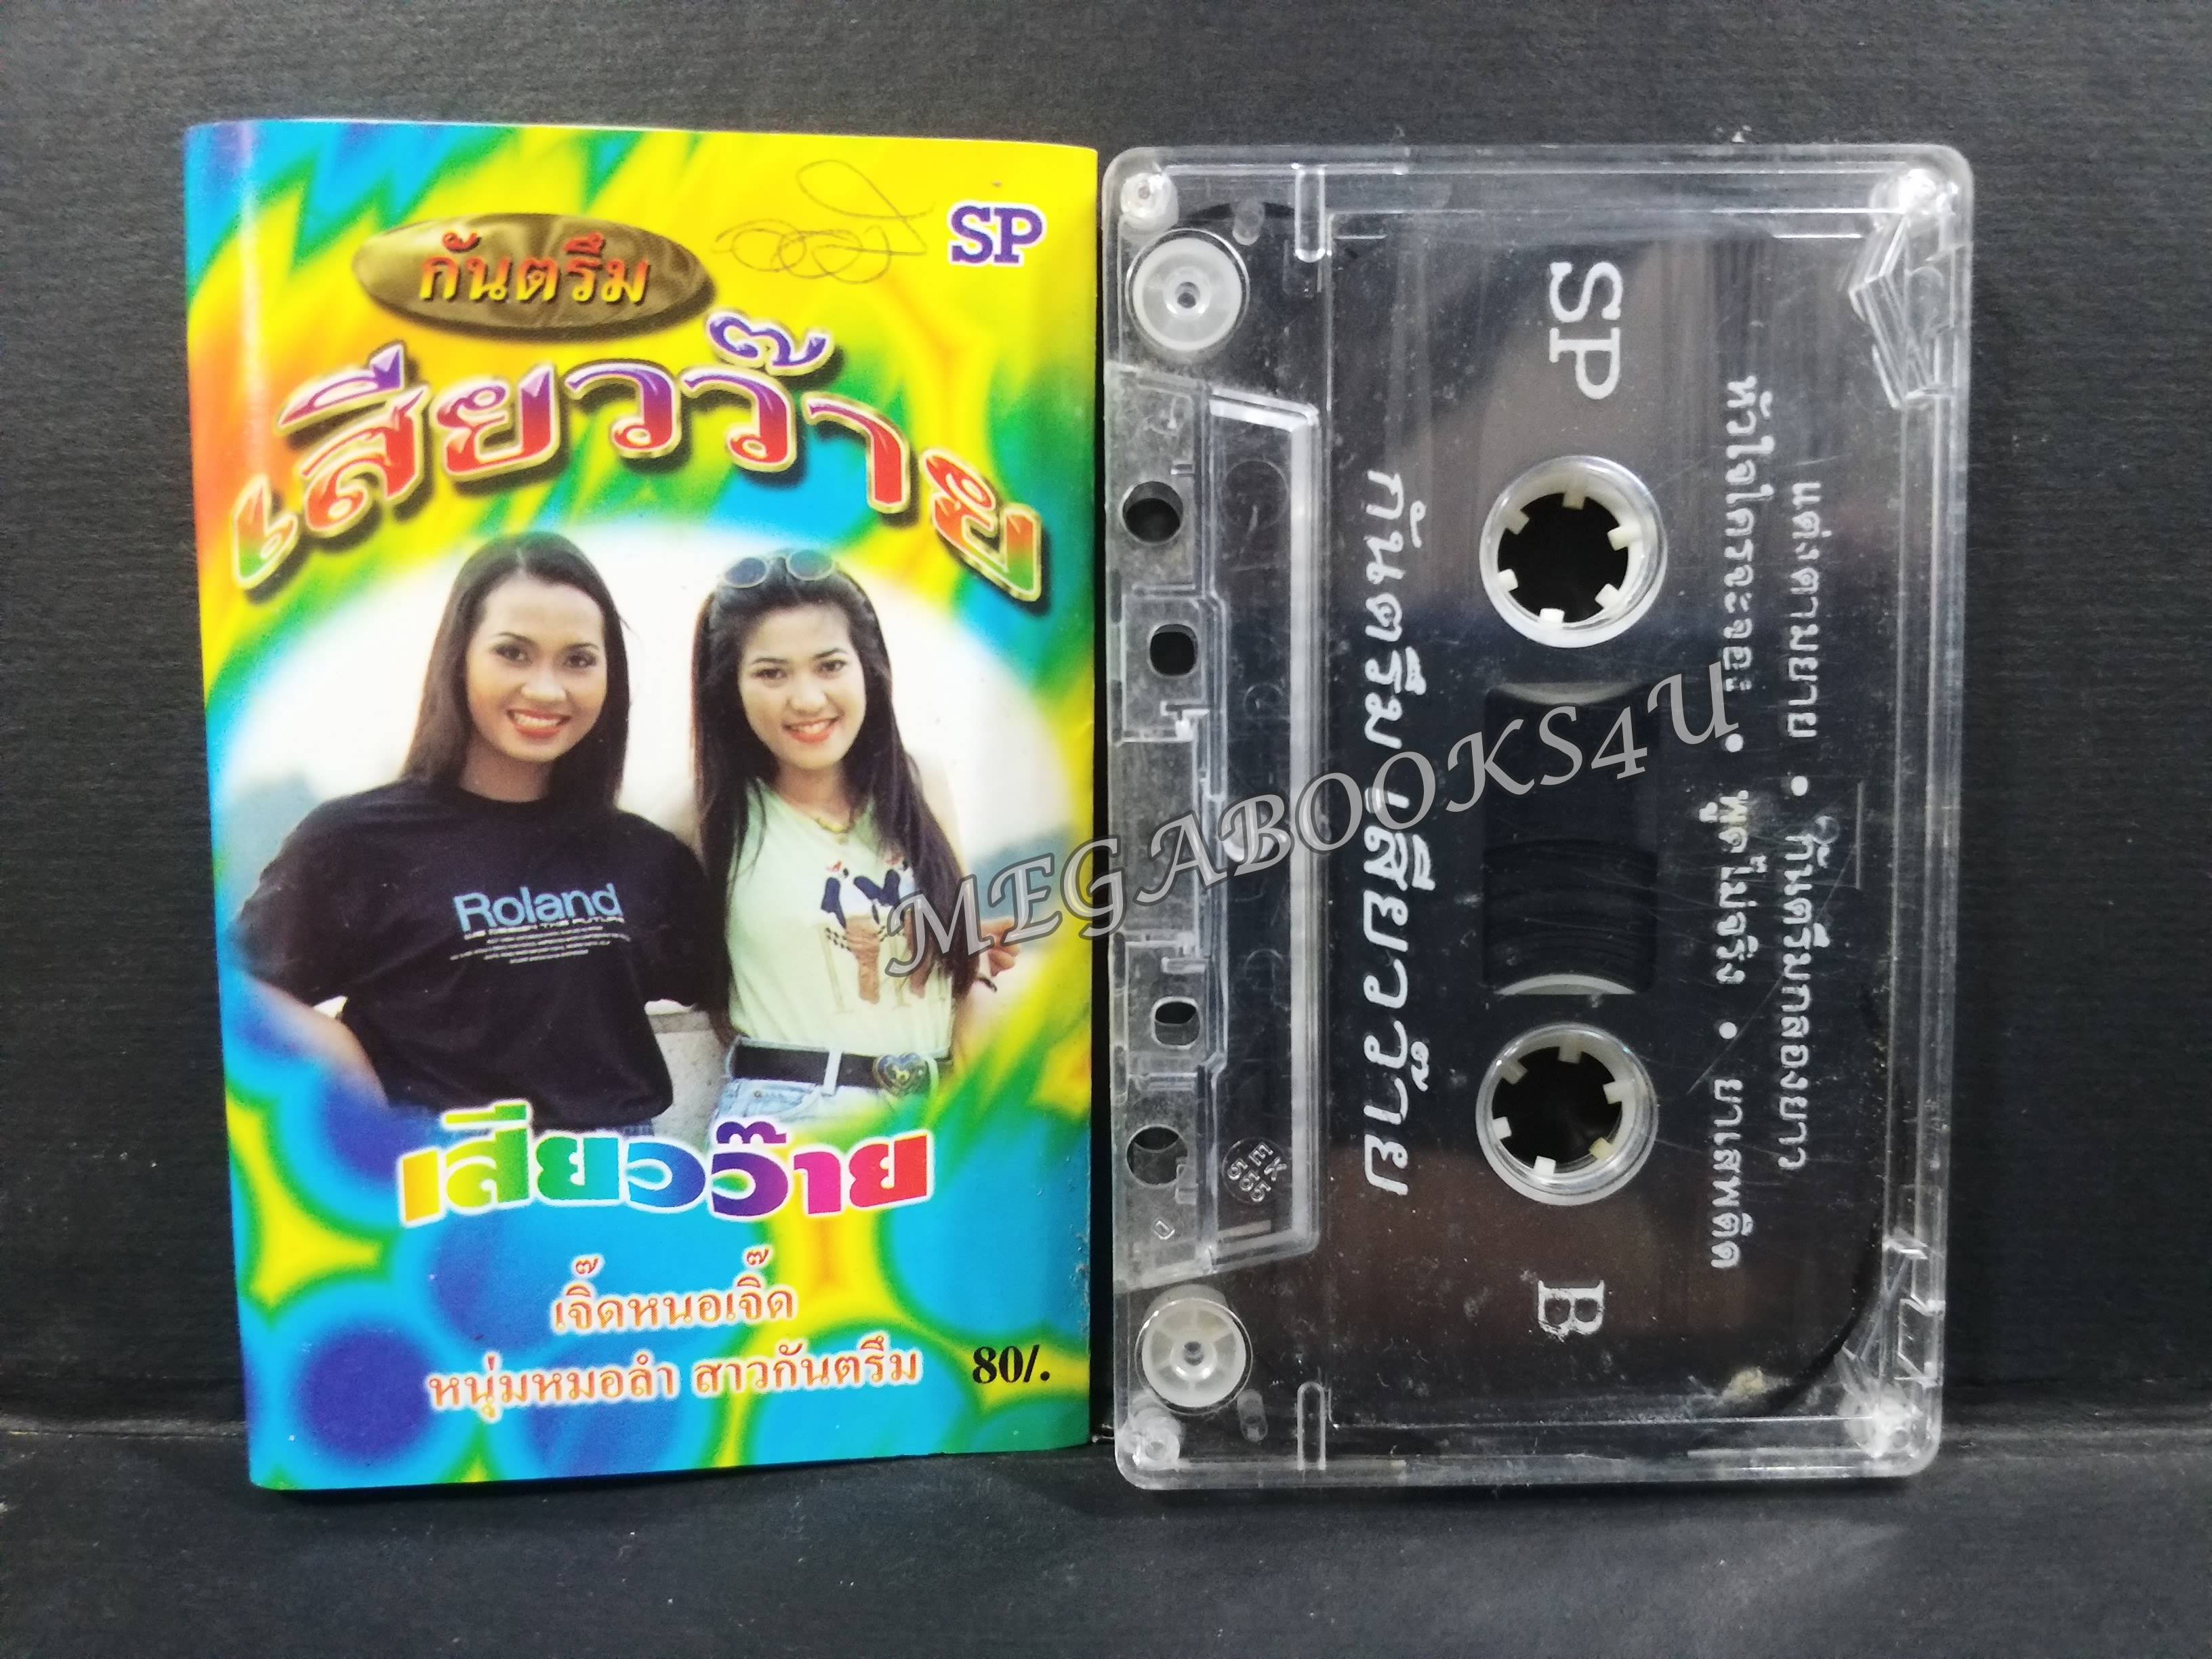 กันตรึม
SP
เสียวว๊าย
Roland
เสียวว๊าย
เจิ๊ดหนอเจิ๊ด
หนุ่มหมอลำ สาวกันตรึม
80/.
MEGABOOKS4U
SP
B
แต่งตามยาย • กันตรึมกลองยาว
หัวใจใครจะจอย • พูดไม่จริง • ยาเสพติด
กันตรึม เสียวว๊าย